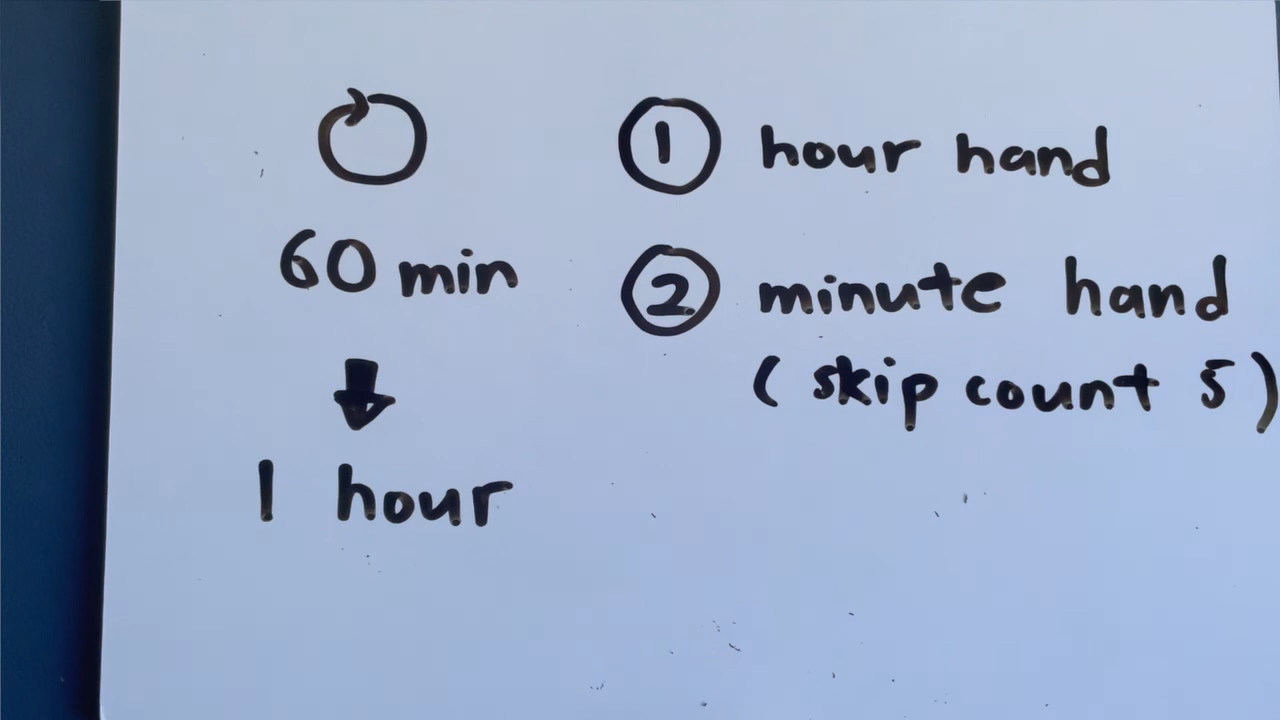 60 min
1 hour
1 hour hand
2 minute hand
(skip count 5)